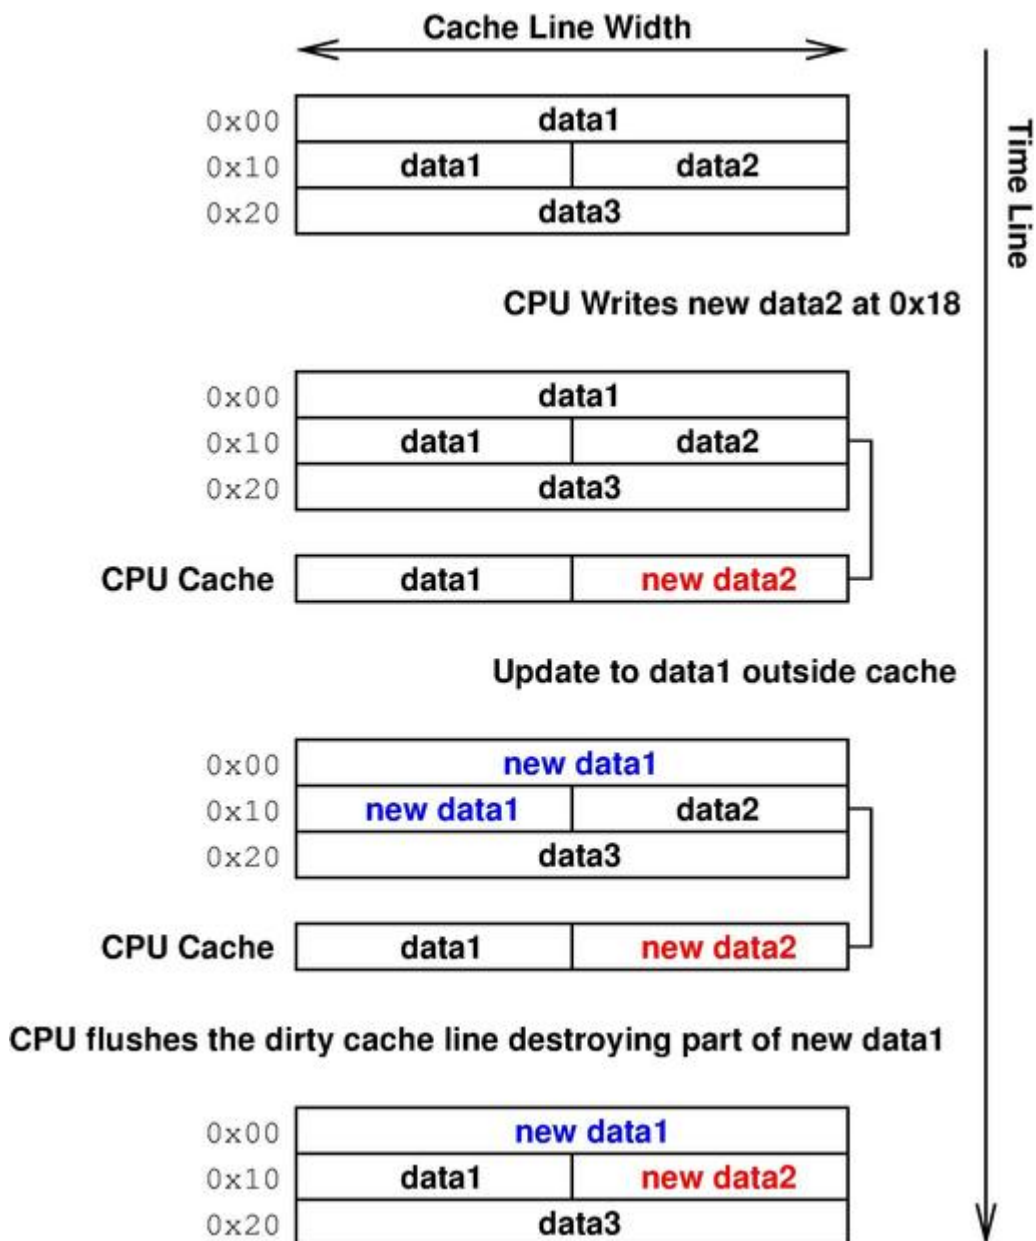 Cache Line Width
Time Line
0x00 data1
0x10 data1 data2
0x20 data3
CPU Writes new data2 at 0x18
0x00 data1
0x10 data1 data2
0x20 data3
CPU Cache data1 new data2
Update to data1 outside cache
0x00 new data1
0x10 new data1 data2
0x20 data3
CPU Cache data1 new data2
CPU flushes the dirty cache line destroying part of new data1
0x00 new data1
0x10 data1 new data2
0x20 data3